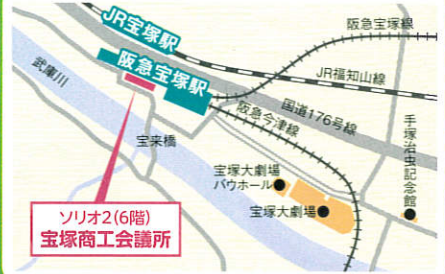 JR宝塚駅
阪急宝塚線
JR福知山線
阪急宝塚駅
武庫川
国道176号線
阪急今津線
宝来橋
手塚治虫記念館
宝塚大劇場
バウホール
宝塚大劇場
ソリオ2(6階)
宝塚商工会議所